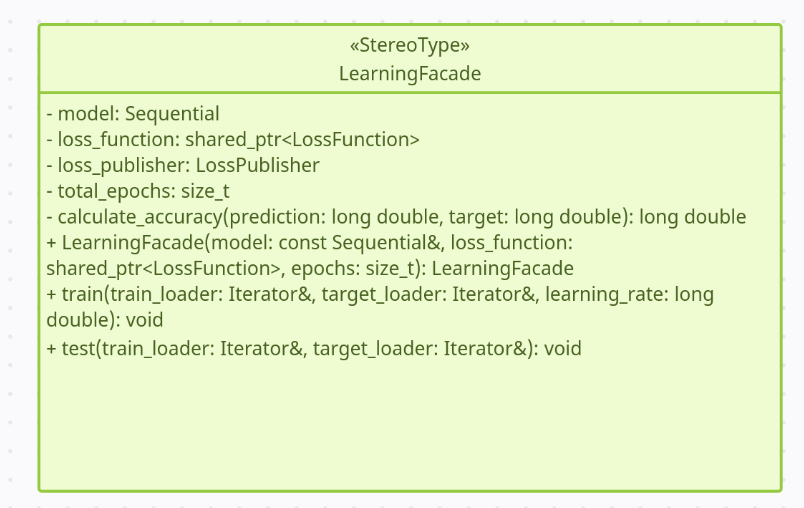 «StereoType»
LearningFacade
- model: Sequential
- loss_function: shared_ptr<LossFunction>
- loss_publisher: LossPublisher
- total_epochs: size_t
- calculate_accuracy(prediction: long double, target: long double): long double
+ LearningFacade(model: const Sequential&, loss_function:
shared_ptr<LossFunction>, epochs: size_t): LearningFacade
+ train(train_loader: Iterator&, target_loader: Iterator&, learning_rate: long
double): void
+ test(train_loader: Iterator&, target_loader: Iterator&): void